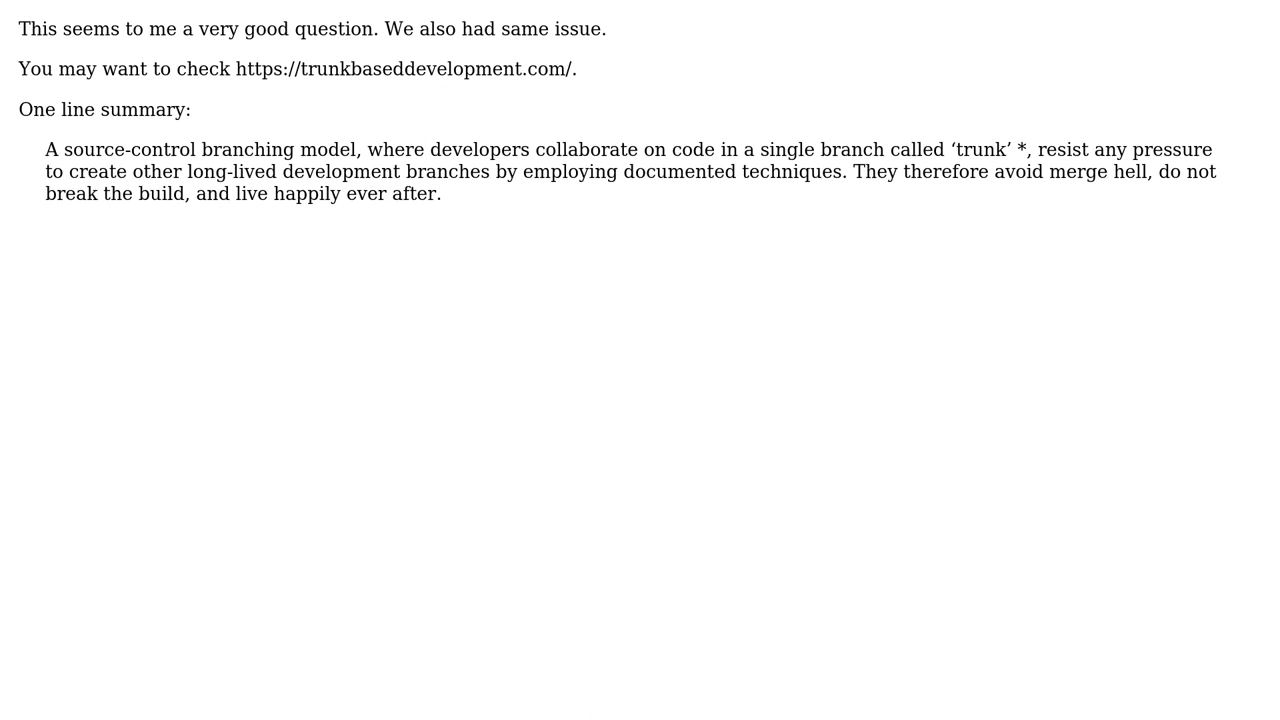 This seems to me a very good question. We also had same issue.
You may want to check https://trunkbaseddevelopment.com/.
One line summary:
A source-control branching model, where developers collaborate on code in a single branch called ‘trunk’ *, resist any pressure
to create other long-lived development branches by employing documented techniques. They therefore avoid merge hell, do not
break the build, and live happily ever after.